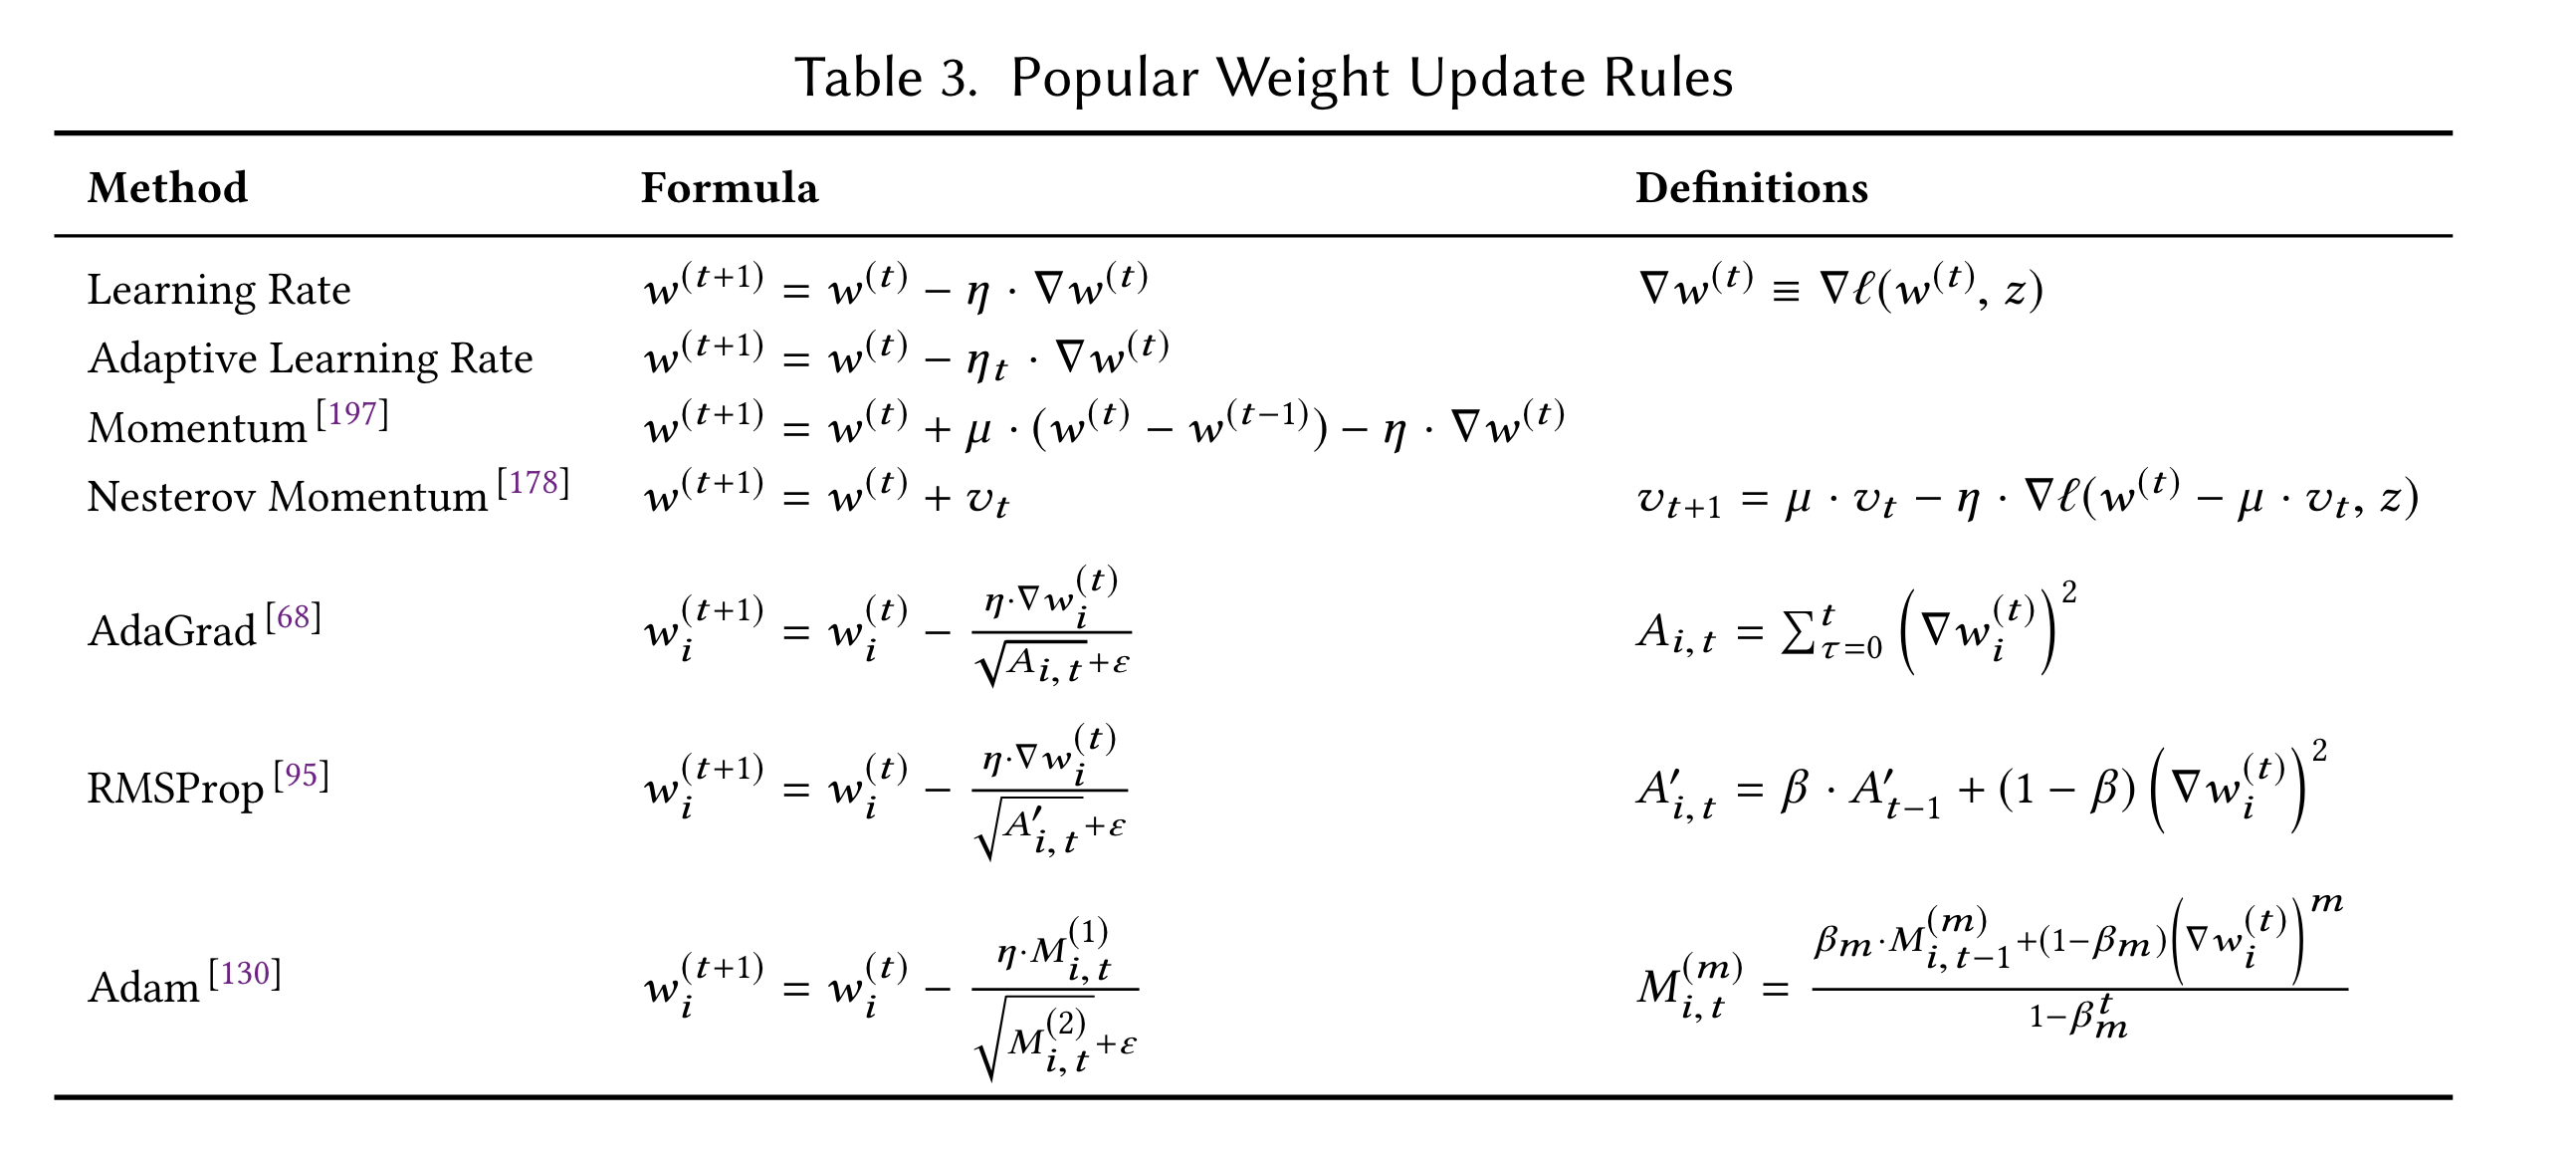 Table 3. Popular Weight Update Rules
Method Formula Definitions
Learning Rate $w^{(t+1)} = w^{(t)} - \eta \cdot \nabla w^{(t)}$ $\nabla w^{(t)} \equiv \nabla \ell(w^{(t)}, z)$
Adaptive Learning Rate $w^{(t+1)} = w^{(t)} - \eta_t \cdot \nabla w^{(t)}$
Momentum [197] $w^{(t+1)} = w^{(t)} + \mu \cdot (w^{(t)} - w^{(t-1)}) - \eta \cdot \nabla w^{(t)}$
Nesterov Momentum [178] $w^{(t+1)} = w^{(t)} + v_t$ $v_{t+1} = \mu \cdot v_t - \eta \cdot \nabla \ell(w^{(t)} - \mu \cdot v_t, z)$
AdaGrad [68] $w_i^{(t+1)} = w_i^{(t)} - \frac{\eta \cdot \nabla w_i^{(t)}}{\sqrt{A_{i,t}} + \varepsilon}$ $A_{i,t} = \sum_{\tau=0}^{t} \left(\nabla w_i^{(t)}\right)^2$
RMSProp [95] $w_i^{(t+1)} = w_i^{(t)} - \frac{\eta \cdot \nabla w_i^{(t)}}{\sqrt{A'_{i,t}} + \varepsilon}$ $A'_{i,t} = \beta \cdot A'_{t-1} + (1 - \beta) \left(\nabla w_i^{(t)}\right)^2$
Adam [130] $w_i^{(t+1)} = w_i^{(t)} - \frac{\eta \cdot M_{i,t}^{(1)}}{\sqrt{M_{i,t}^{(2)}} + \varepsilon}$ $M_{i,t}^{(m)} = \frac{\beta_m \cdot M_{i,t-1}^{(m)} + (1 - \beta_m) \left(\nabla w_i^{(t)}\right)^m}{1 - \beta_m^t}$